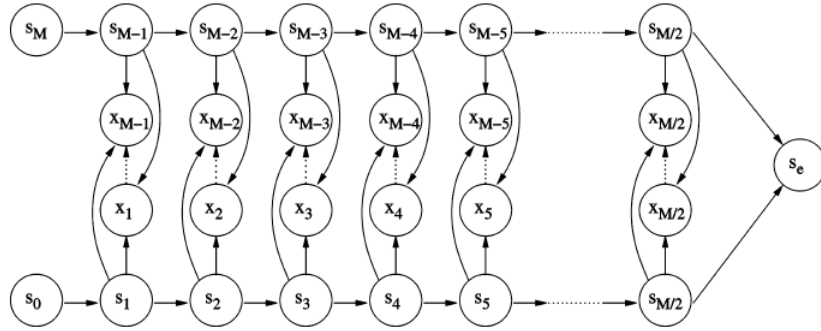 s_M s_{M-1} s_{M-2} s_{M-3} s_{M-4} s_{M-5} s_{M/2}
x_{M-1} x_{M-2} x_{M-3} x_{M-4} x_{M-5} x_{M/2}
s_e
x_1 x_2 x_3 x_4 x_5 x_{M/2}
s_0 s_1 s_2 s_3 s_4 s_5 s_{M/2}